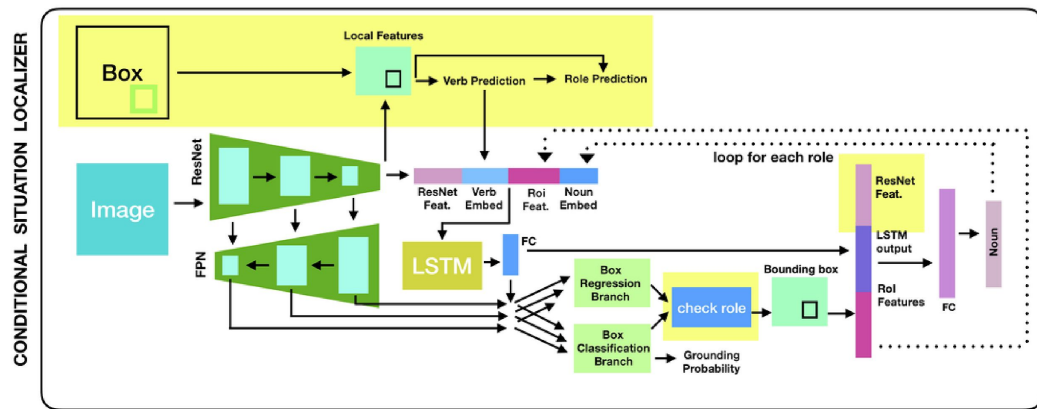 CONDITIONAL SITUATION LOCALIZER
Box
Local Features
Verb Prediction
Role Prediction
Image
ResNet
FPN
ResNet
Feat.
Verb
Embed
Roi
Feat.
Noun
Embed
loop for each role
LSTM
FC
Box
Regression
Branch
Box
Classification
Branch
check role
Grounding
Probability
Bounding box
ResNet
Feat.
LSTM
output
RoI
Features
FC
Noun